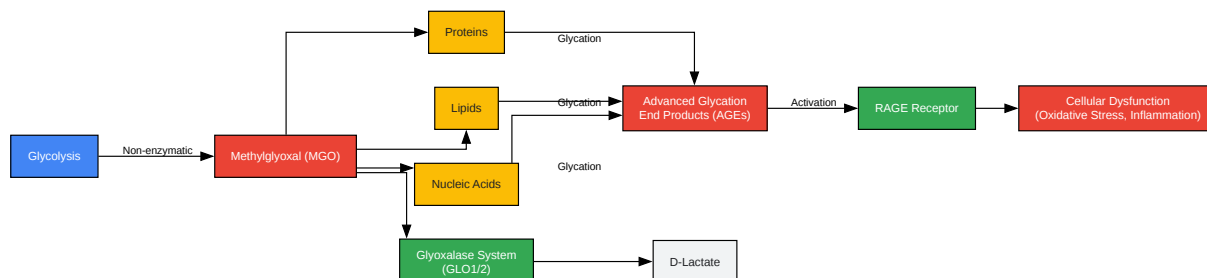 Proteins
Glycation
Lipids
Glycation
Advanced Glycation
End Products (AGEs)
Activation
RAGE Receptor
Cellular Dysfunction
(Oxidative Stress, Inflammation)
Glycolysis
Non-enzymatic
Methylglyoxal (MGO)
Glycation
Nucleic Acids
Glyoxalase System
(GLO1/2)
D-Lactate